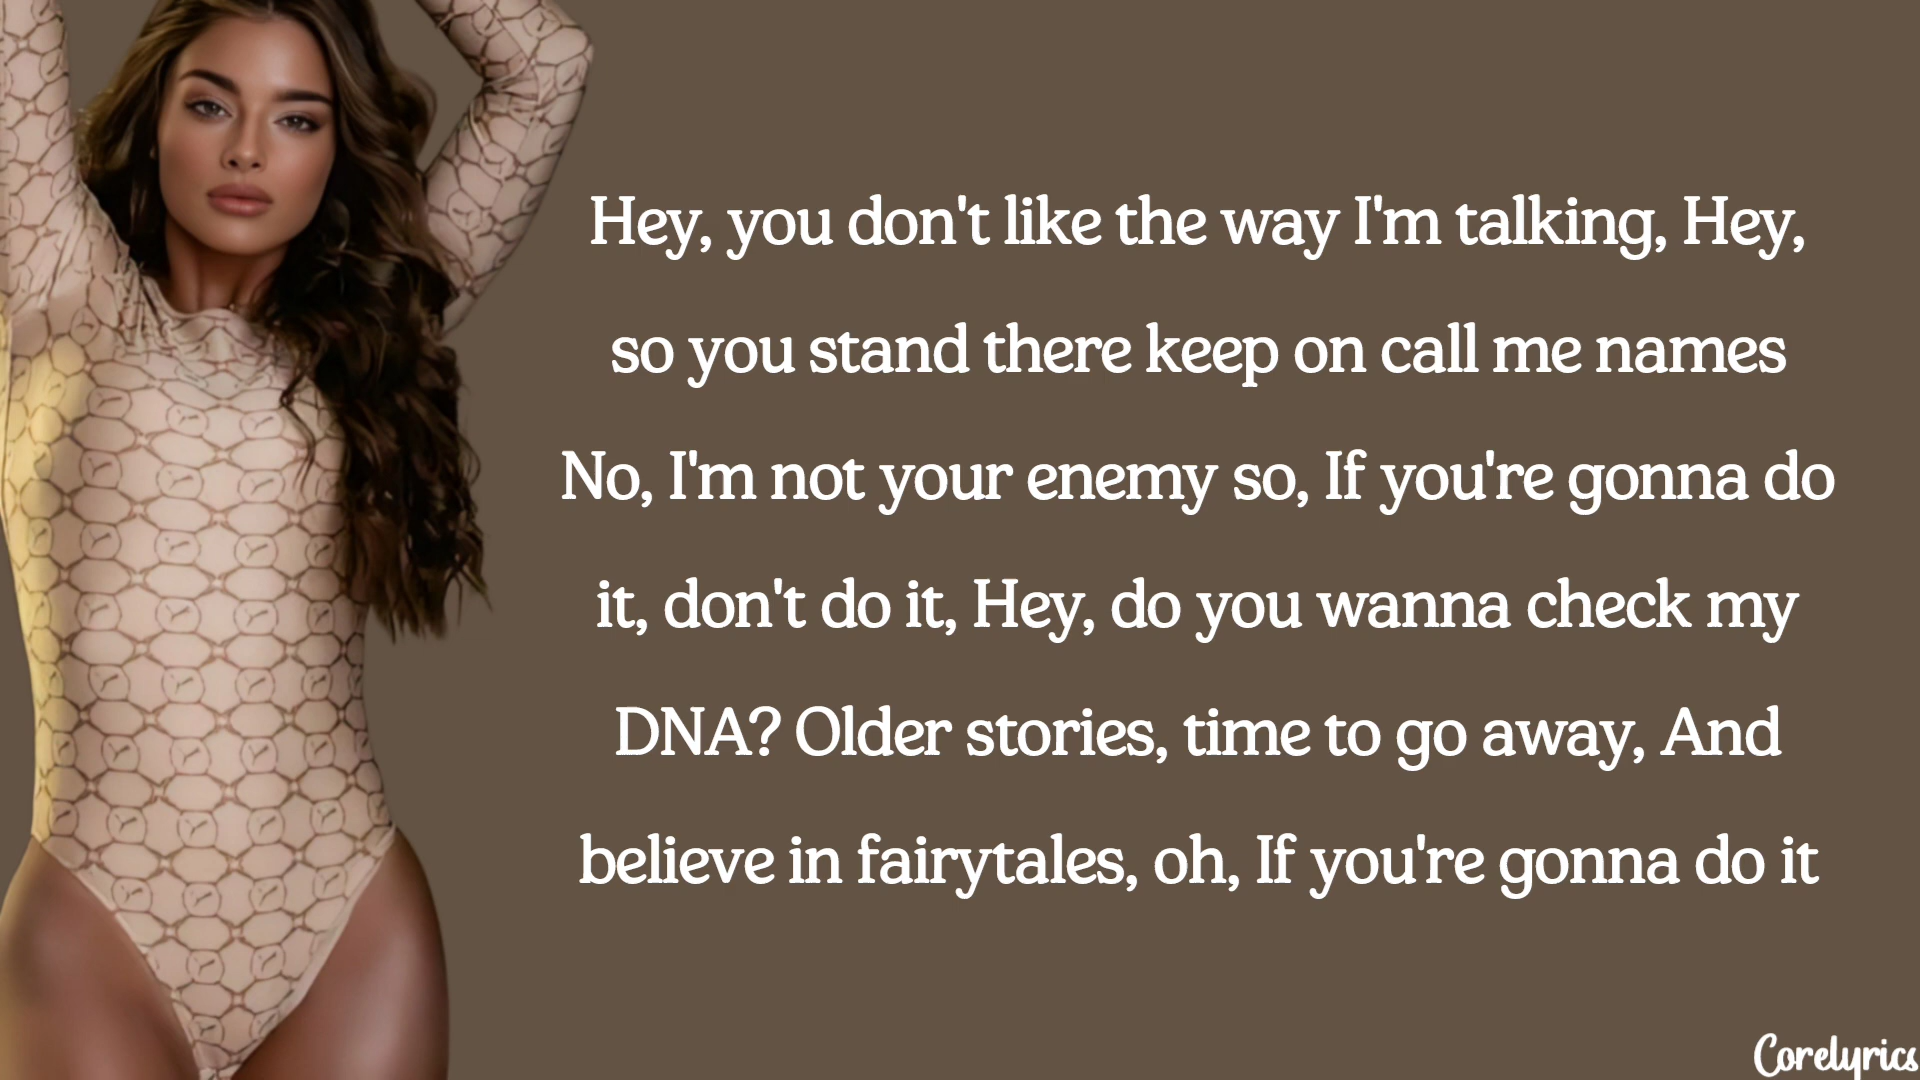 Hey, you don't like the way I'm talking, Hey,
so you stand there keep on call me names
No, I'm not your enemy so, If you're gonna do
it, don't do it, Hey, do you wanna check my
DNA? Older stories, time to go away, And
believe in fairytales, oh, If you're gonna do it
Corelyrics